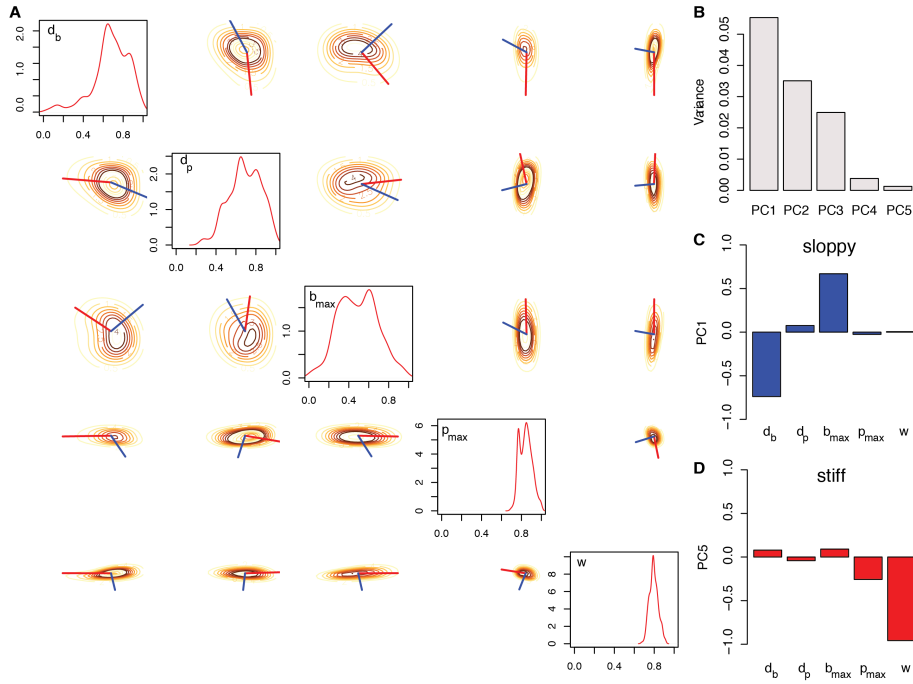 A
d_b
0.0 1.0 2.0
0.0 0.4 0.8
d_p
0.0 1.0 2.0
0.0 0.4 0.8
b_max
0.0 1.0
0.0 0.4 0.8
p_max
0 2 4 6
0.0 0.4 0.8
w
0 2 4 6 8 10
0.0 0.4 0.8
B
Variance
0.00 0.01 0.02 0.03 0.04 0.05
PC1 PC2 PC3 PC4 PC5
C
sloppy
PC1
−1.0 −0.5 0.0 0.5 1.0
d_b d_p b_max p_max w
D
stiff
PC5
−1.0 −0.5 0.0 0.5 1.0
d_b d_p b_max p_max w